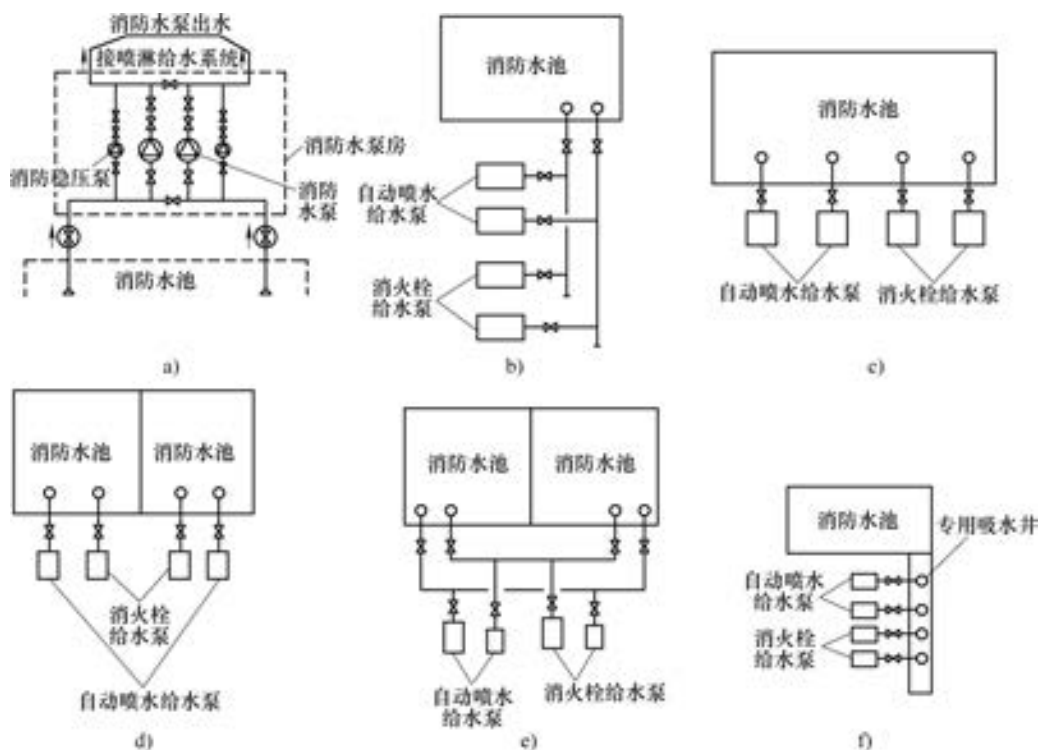 消防水泵出水
接喷淋给水系统
消防稳压泵
消防水泵房
消防
水泵
消防水池
a)
消防水池
自动喷水
给水泵
消火栓
给水泵
b)
消防水池
自动喷水给水泵
消火栓给水泵
c)
消防水池
消防水池
消火栓
给水泵
自动喷水给水泵
d)
消防水池
消防水池
自动喷水
给水泵
消火栓给水泵
e)
消防水池
专用吸水井
自动喷水
给水泵
消火栓
给水泵
f)